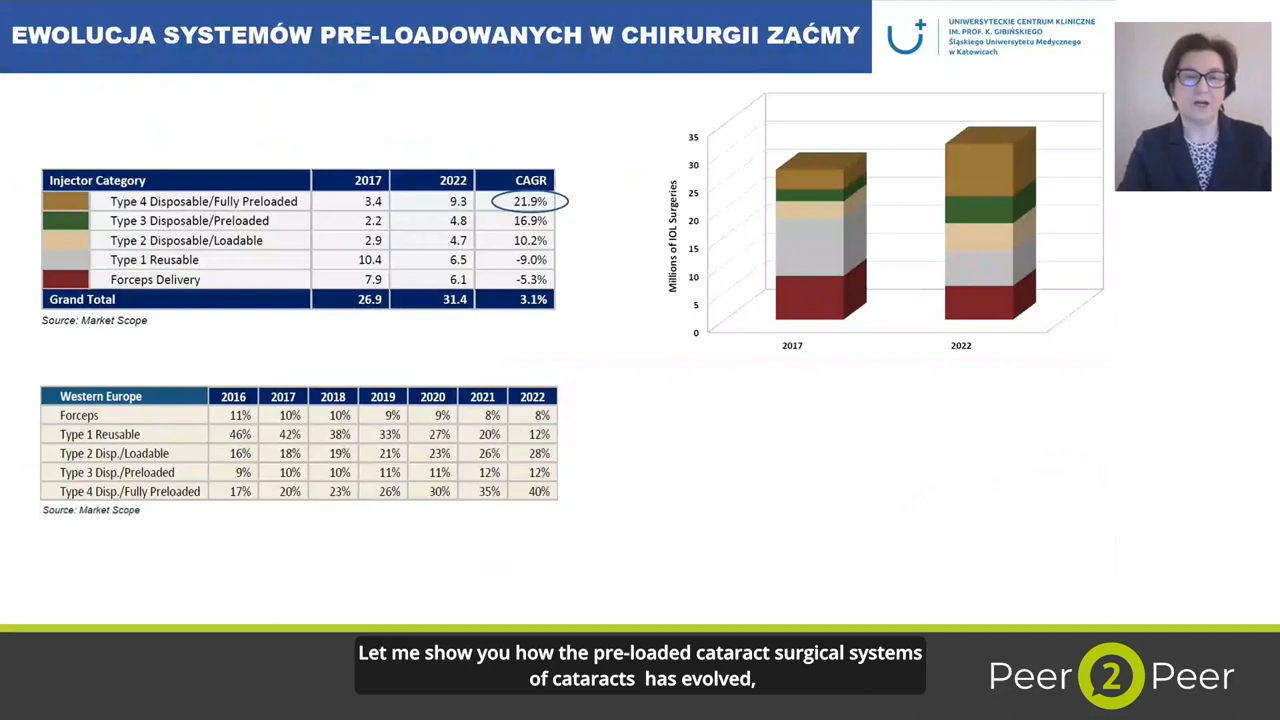 EWOLUCJA SYSTEMÓW PRE-LOADOWANYCH W CHIRURGII ZAĆMY
UNIWERSYTECKIE CENTRUM KLINICZNE
IM. PROF. K. GIBIŃSKIEGO
Śląskiego Uniwersytetu Medycznego
w Katowicach
Injector Category 2017 2022 CAGR
Type 4 Disposable/Fully Preloaded 3.4 9.3 21.9%
Type 3 Disposable/Preloaded 2.2 4.8 16.9%
Type 2 Disposable/Loadable 2.9 4.7 10.2%
Type 1 Reusable 10.4 6.5 -9.0%
Forceps Delivery 7.9 6.1 -5.3%
Grand Total 26.9 31.4 3.1%
Source: Market Scope
Millions of IOL Surgeries
35
30
25
20
15
10
5
0
2017 2022
Western Europe 2016 2017 2018 2019 2020 2021 2022
Forceps 11% 10% 10% 9% 9% 8% 8%
Type 1 Reusable 46% 42% 38% 33% 27% 20% 12%
Type 2 Disp./Loadable 16% 18% 19% 21% 23% 26% 28%
Type 3 Disp./Preloaded 9% 10% 10% 11% 11% 12% 12%
Type 4 Disp./Fully Preloaded 17% 20% 23% 26% 30% 35% 40%
Source: Market Scope
Let me show you how the pre-loaded cataract surgical systems
of cataracts has evolved,
Peer 2 Peer